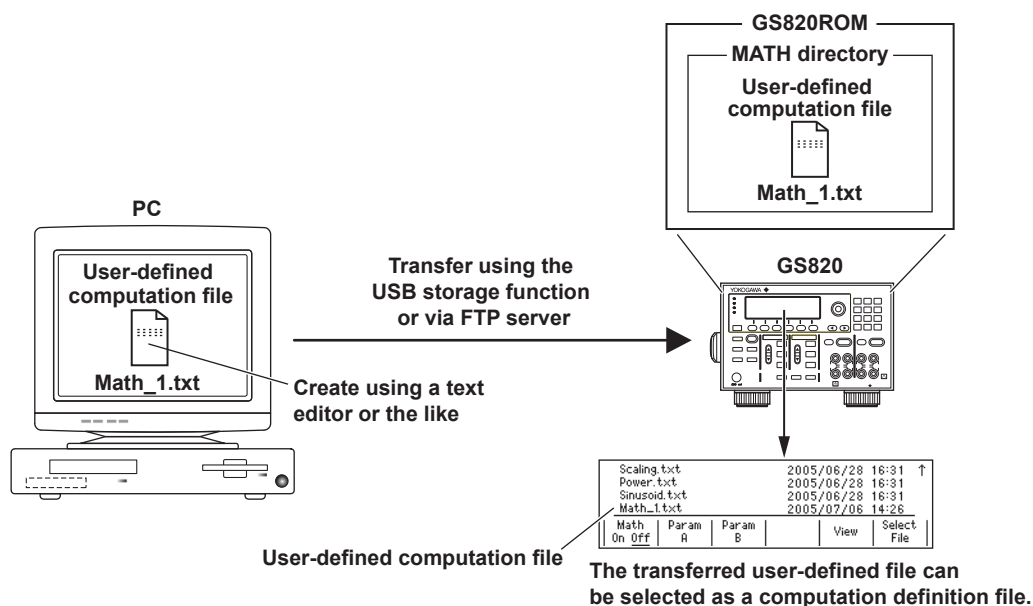 GS820ROM
MATH directory
User-defined
computation file
Math_1.txt
PC
User-defined
computation file
Math_1.txt
Transfer using the
USB storage function
or via FTP server
Create using a text
editor or the like
GS820
YOKOGAWA
Scaling.txt 2005/06/28 16:31 ↑
Power.txt 2005/06/28 16:31
Sinusoid.txt 2005/06/28 16:31
Math_1.txt 2005/07/06 14:26
Math On Off
Param A
Param B
View
Select File
User-defined computation file
The transferred user-defined file can
be selected as a computation definition file.